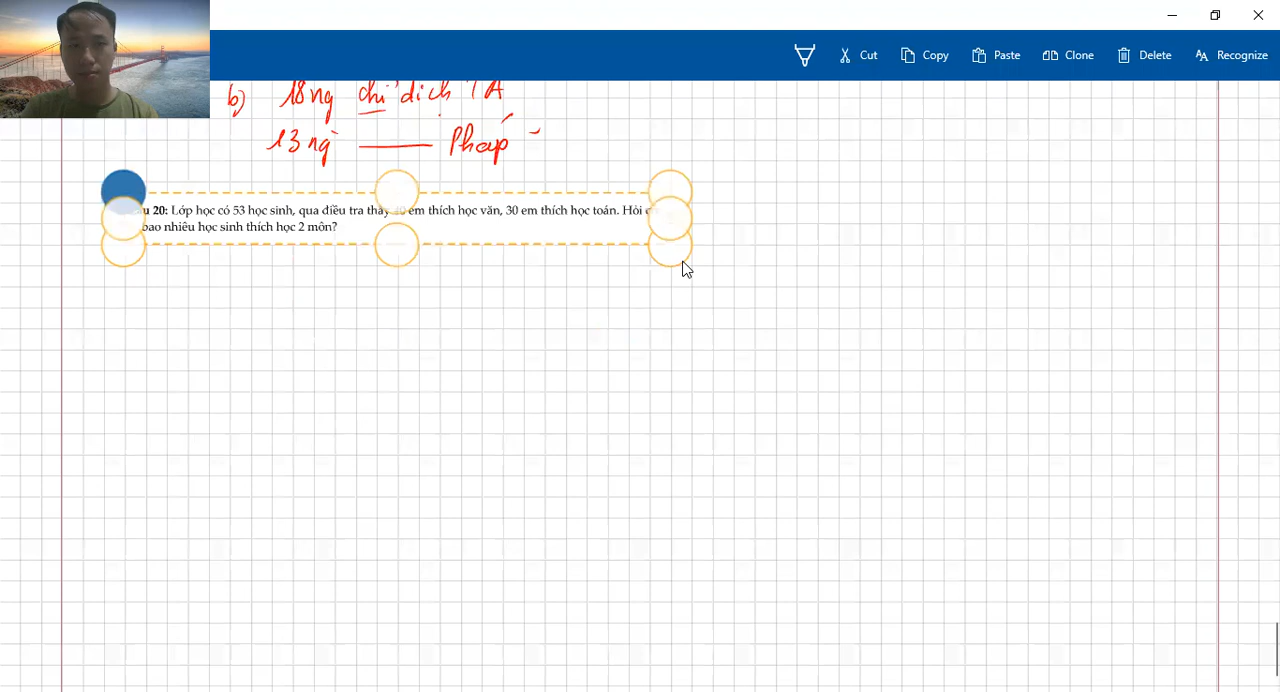 Cut Copy Paste Clone Delete Recognize
b) 18 ng chỉ dịch TA
13 ng Pháp
20: Lớp học có 53 học sinh, qua điều tra thấy 40 em thích học văn, 30 em thích học toán. Hỏi
bao nhiêu học sinh thích học 2 môn?